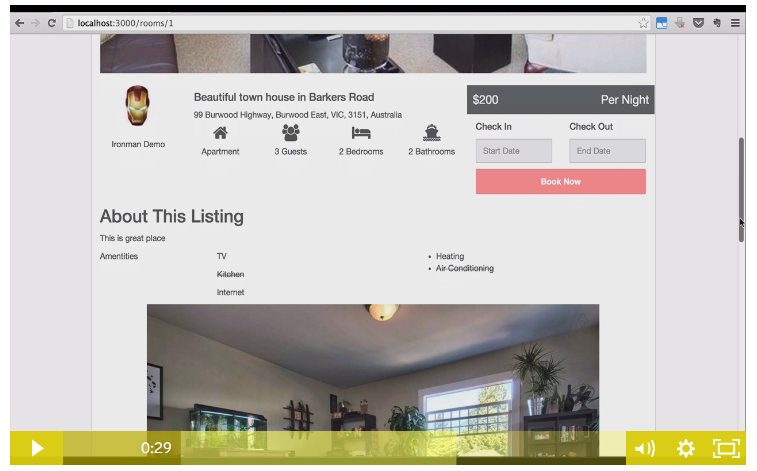 localhost:3000/rooms/1
Beautiful town house in Barkers Road
99 Burwood Highway, Burwood East, VIC, 3151, Australia
Ironman Demo
Apartment
3 Guests
2 Bedrooms
2 Bathrooms
$200
Per Night
Check In
Check Out
Start Date
End Date
Book Now
About This Listing
This is great place
Amentities
TV
Kitchen
Internet
Heating
Air Conditioning
0:29